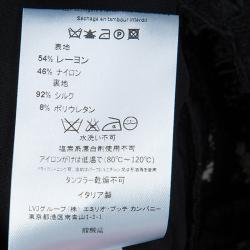 Séchage en tambour interdit
表地
54% レーヨン
46% ナイロン
裏地
92% シルク
8% ポリウレタン
水洗い不可
塩素系漂白剤使用不可
アイロンがけは低温で(80℃~120℃)
タンブラー乾燥不可
イタリア製
LVJグループ(株) エミリオ・プッチ カンパニー
東京都港区南青山